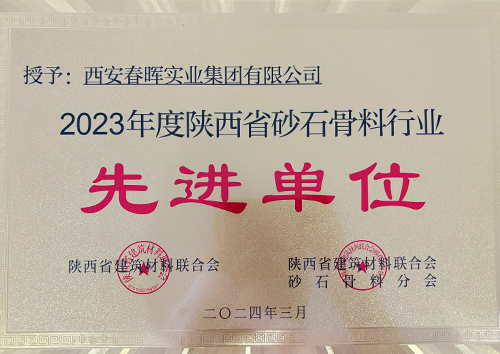 授予：西安春晖实业集团有限公司
2023年度陕西省砂石骨料行业
先进单位
陕西省建筑材料联合会
陕西省建筑材料联合会
砂石骨料分会
二〇二四年三月